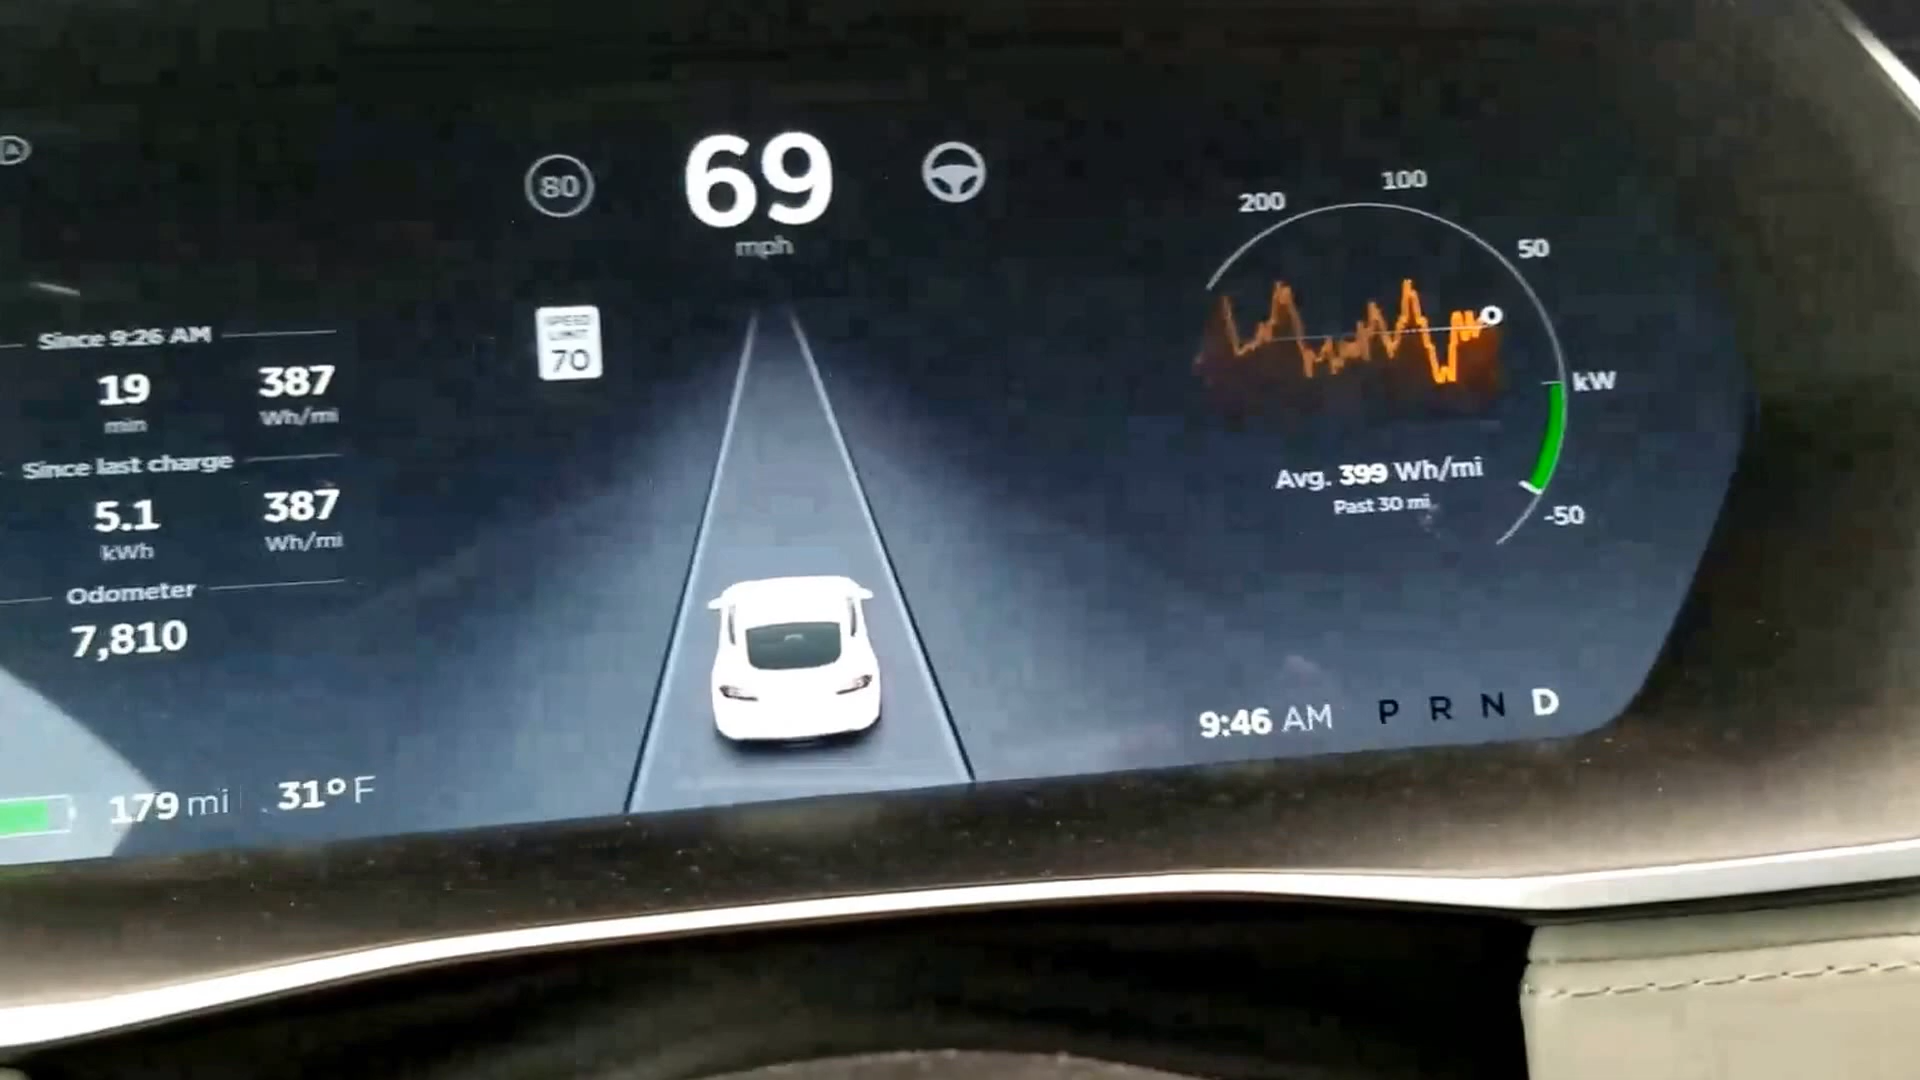 Since 9:26 AM
19 387
min Wh/mi
Since last charge
5.1 387
kWh Wh/mi
Odometer
7,810
179 mi 31° F
80
69
mph
SPEED
LIMIT
70
200 100
50
kW
-50
Avg. 399 Wh/mi
Past 30 mi
9:46 AM P R N D